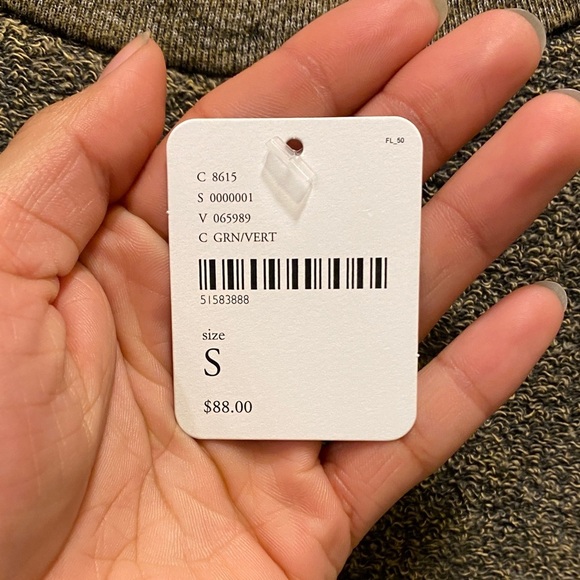 FL_50
C 8615
S 0000001
V 065989
C GRN/VERT
51583888
size
S
$88.00